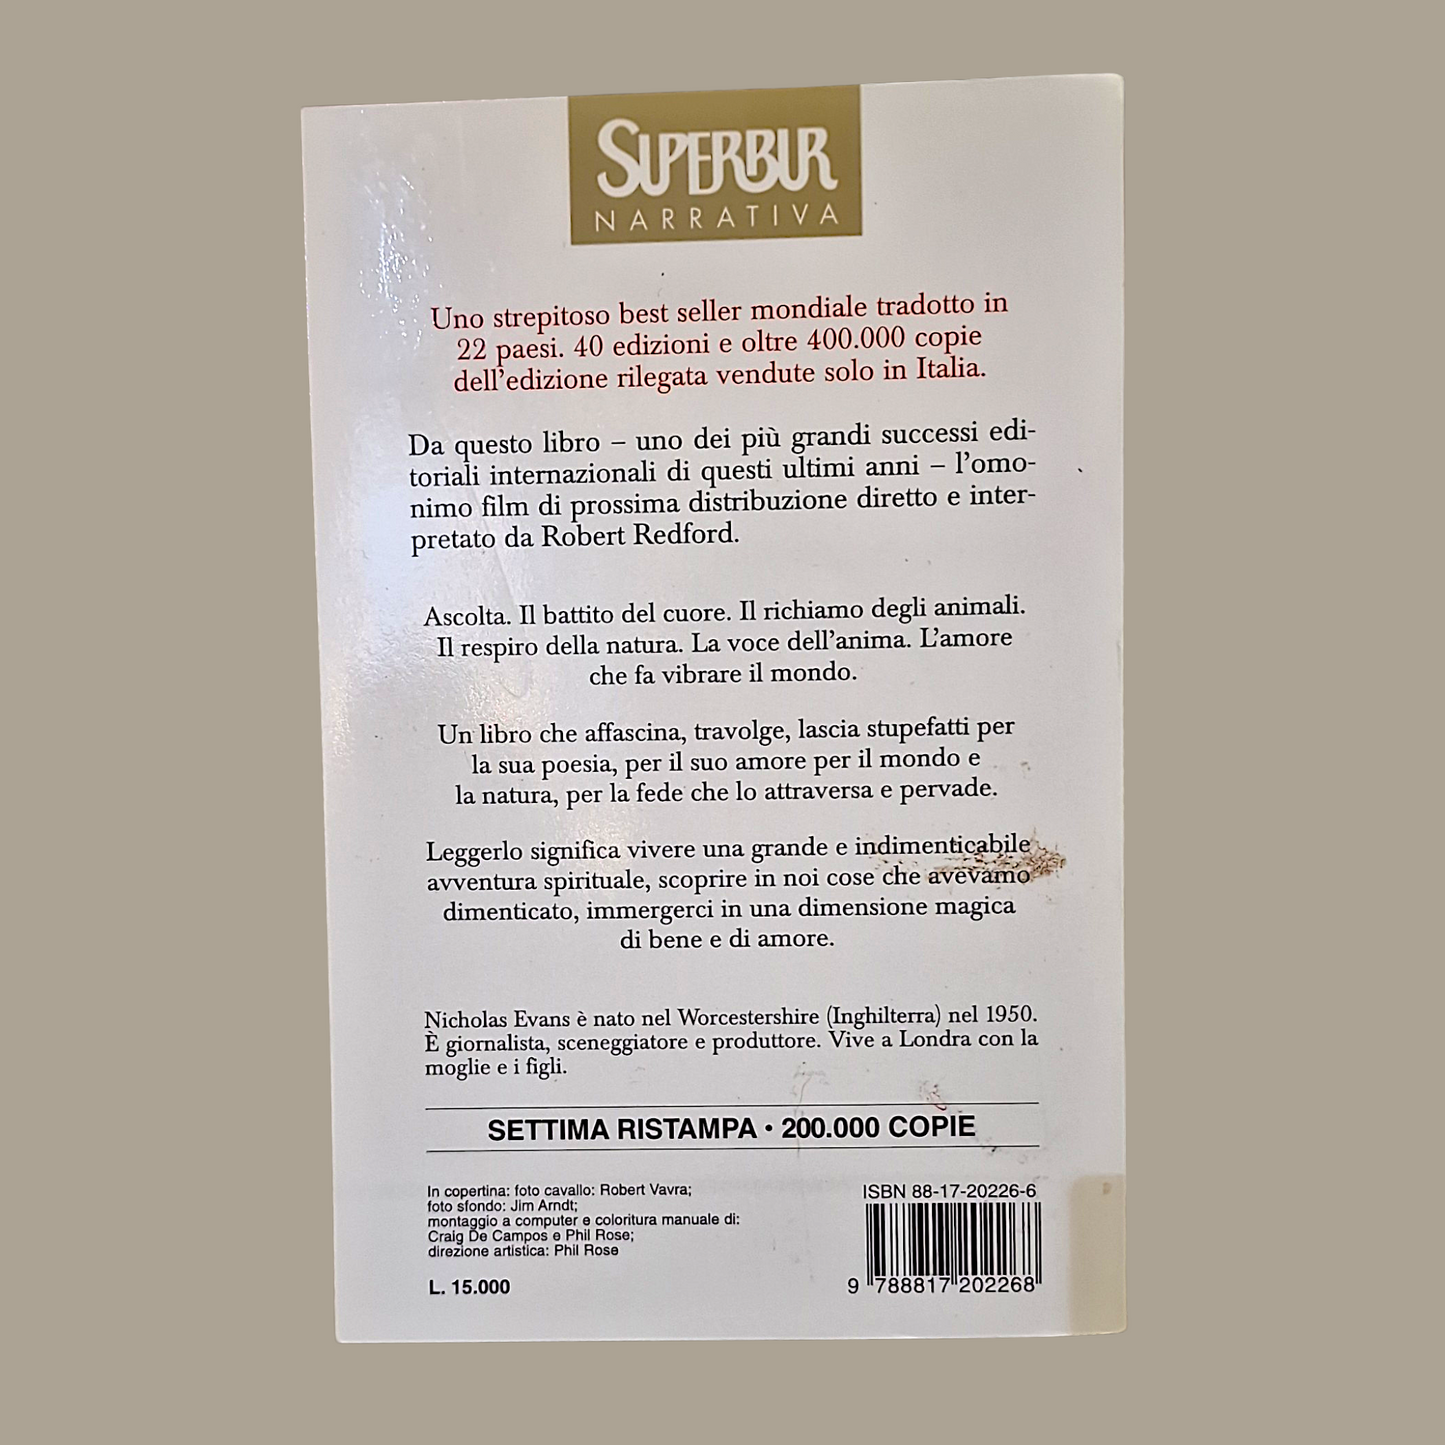 SUPERBUR
NARRATIVA
Uno strepitoso best seller mondiale tradotto in
22 paesi. 40 edizioni e oltre 400.000 copie
dell'edizione rilegata vendute solo in Italia.
Da questo libro – uno dei più grandi successi edi-
toriali internazionali di questi ultimi anni – l'omo-
nimo film di prossima distribuzione diretto e inter-
pretato da Robert Redford.
Ascolta. Il battito del cuore. Il richiamo degli animali.
Il respiro della natura. La voce dell'anima. L'amore
che fa vibrare il mondo.
Un libro che affascina, travolge, lascia stupefatti per
la sua poesia, per il suo amore per il mondo e
la natura, per la fede che lo attraversa e pervade.
Leggerlo significa vivere una grande e indimenticabile
avventura spirituale, scoprire in noi cose che avevamo
dimenticato, immergerci in una dimensione magica
di bene e di amore.
Nicholas Evans è nato nel Worcestershire (Inghilterra) nel 1950.
È giornalista, sceneggiatore e produttore. Vive a Londra con la
moglie e i figli.
SETTIMA RISTAMPA • 200.000 COPIE
In copertina: foto cavallo: Robert Vavra;
foto sfondo: Jim Arndt;
montaggio a computer e coloritura manuale di:
Craig De Campos e Phil Rose;
direzione artistica: Phil Rose
L. 15.000
ISBN 88-17-20226-6
9 788817 202268